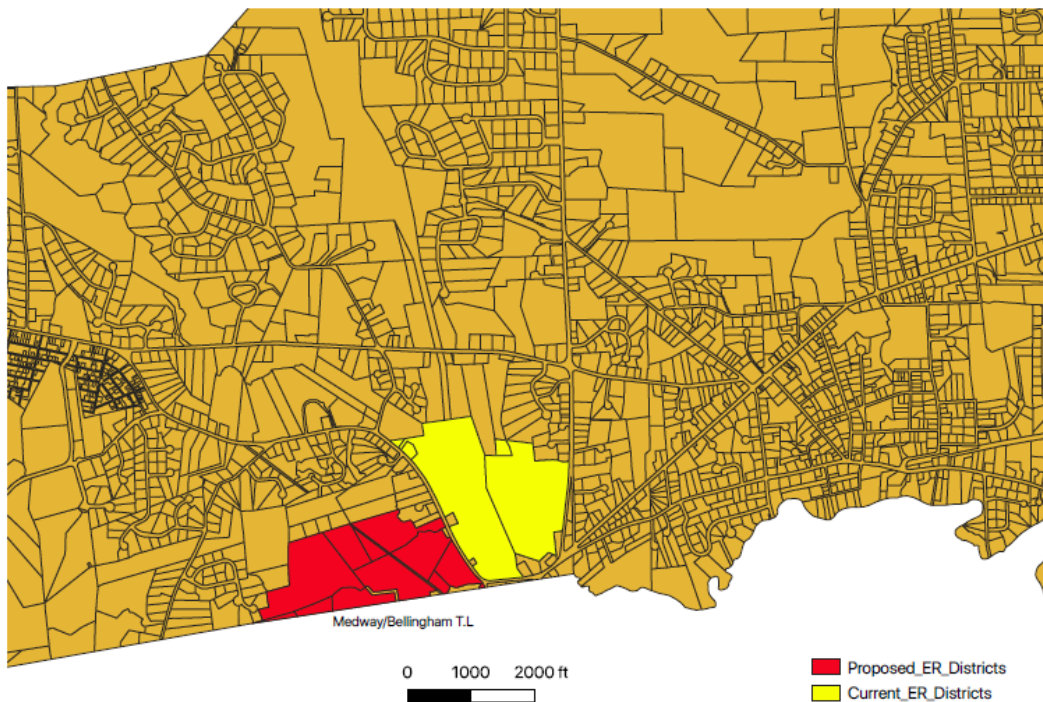 Medway/Bellingham T.L
0 1000 2000 ft
Proposed_ER_Districts
Current_ER_Districts